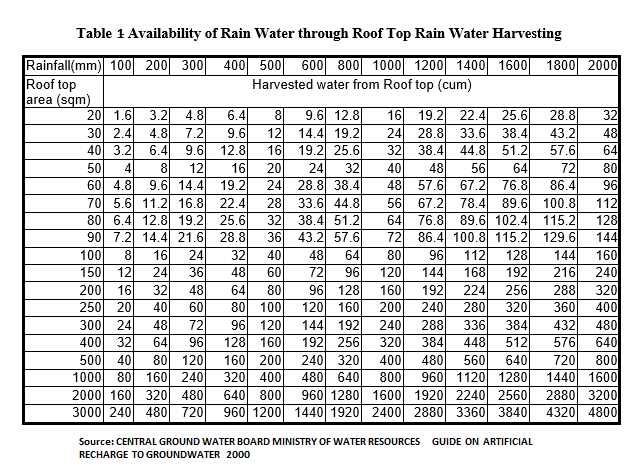 Table 1 Availability of Rain Water through Roof Top Rain Water Harvesting
Rainfall(mm) 100 200 300 400 500 600 800 1000 1200 1400 1600 1800 2000
Roof top Harvested water from Roof top (cum)
area (sqm)
20 1.6 3.2 4.8 6.4 8 9.6 12.8 16 19.2 22.4 25.6 28.8 32
30 2.4 4.8 7.2 9.6 12 14.4 19.2 24 28.8 33.6 38.4 43.2 48
40 3.2 6.4 9.6 12.8 16 19.2 25.6 32 38.4 44.8 51.2 57.6 64
50 4 8 12 16 20 24 32 40 48 56 64 72 80
60 4.8 9.6 14.4 19.2 24 28.8 38.4 48 57.6 67.2 76.8 86.4 96
70 5.6 11.2 16.8 22.4 28 33.6 44.8 56 67.2 78.4 89.6 100.8 112
80 6.4 12.8 19.2 25.6 32 38.4 51.2 64 76.8 89.6 102.4 115.2 128
90 7.2 14.4 21.6 28.8 36 43.2 57.6 72 86.4 100.8 115.2 129.6 144
100 8 16 24 32 40 48 64 80 96 112 128 144 160
150 12 24 36 48 60 72 96 120 144 168 192 216 240
200 16 32 48 64 80 96 128 160 192 224 256 288 320
250 20 40 60 80 100 120 160 200 240 280 320 360 400
300 24 48 72 96 120 144 192 240 288 336 384 432 480
400 32 64 96 128 160 192 256 320 384 448 512 576 640
500 40 80 120 160 200 240 320 400 480 560 640 720 800
1000 80 160 240 320 400 480 640 800 960 1120 1280 1440 1600
2000 160 320 480 640 800 960 1280 1600 1920 2240 2560 2880 3200
3000 240 480 720 960 1200 1440 1920 2400 2880 3360 3840 4320 4800
Source: CENTRAL GROUND WATER BOARD MINISTRY OF WATER RESOURCES GUIDE ON ARTIFICIAL
RECHARGE TO GROUNDWATER 2000